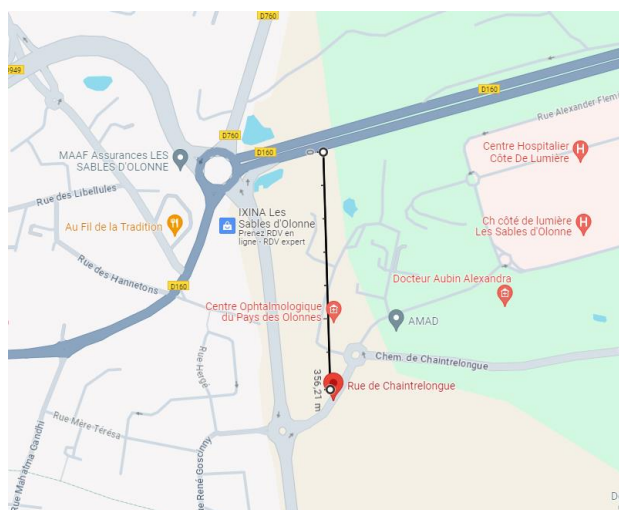 D760
D949
D160
Rue Alexander Flemi
D760
MAAF Assurances LES
SABLES D'OLONNE
D160
D160
Centre Hospitalier
Côte De Lumière
Rue des Libellules
IXINA Les
Sables d'Olonne
Prenez RDV en
ligne - RDV expert
Au Fil de la Tradition
Ch côté de lumière
Les Sables d'Olonne
Rue des Hannetons
D160
Docteur Aubin Alexandra
Centre Ophtalmologique
du Pays des Olonnes
AMAD
Rue Hergé
Chem. de Chaintrelongue
356,21 m
Rue de Chaintrelongue
Rue Mère-Térésa
Rue René Goscinny
Rue Mahatma Gandhi
D